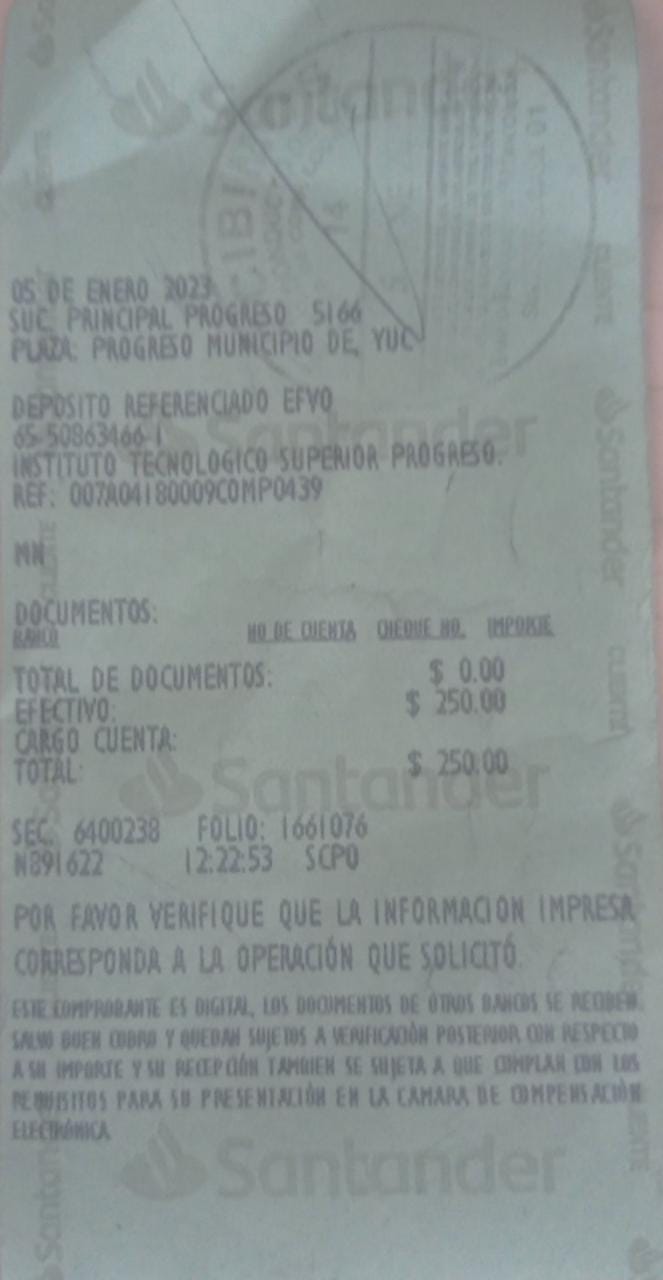 Santander
05 DE ENERO 2023
SUC. PRINCIPAL PROGRESO 5166
PLAZA: PROGRESO MUNICIPIO DE, YUC
DEPOSITO REFERENCIADO EFVO
65-50863466-1
INSTITUTO TECNOLOGICO SUPERIOR PROGRESO.
REF: 007A04180009COMP0439
MN
DOCUMENTOS:
BANCO NO DE CUENTA CHEQUE NO. IMPORTE
TOTAL DE DOCUMENTOS: $ 0.00
EFECTIVO: $ 250.00
CARGO CUENTA:
TOTAL: $ 250.00
Santander
SEC. 6400238 FOLIO: 1661076
N891622 12:22:53 SCPO
POR FAVOR VERIFIQUE QUE LA INFORMACION IMPRESA
CORRESPONDA A LA OPERACIÓN QUE SOLICITÓ.
ESTE COMPROBANTE ES DIGITAL, LOS DOCUMENTOS DE OTROS BANCOS SE RECIBEN
SALVO BUEN COBRO Y QUEDAN SUJETOS A VERIFICACIÓN POSTERIOR CON RESPECTO
A SU IMPORTE Y SU RECEPCIÓN TAMBIEN SE SUJETA A QUE CUMPLAN CON LOS
REQUISITOS PARA SU PRESENTACIÓN EN LA CAMARA DE COMPENSACIÓN
ELECTRÓNICA
Santander